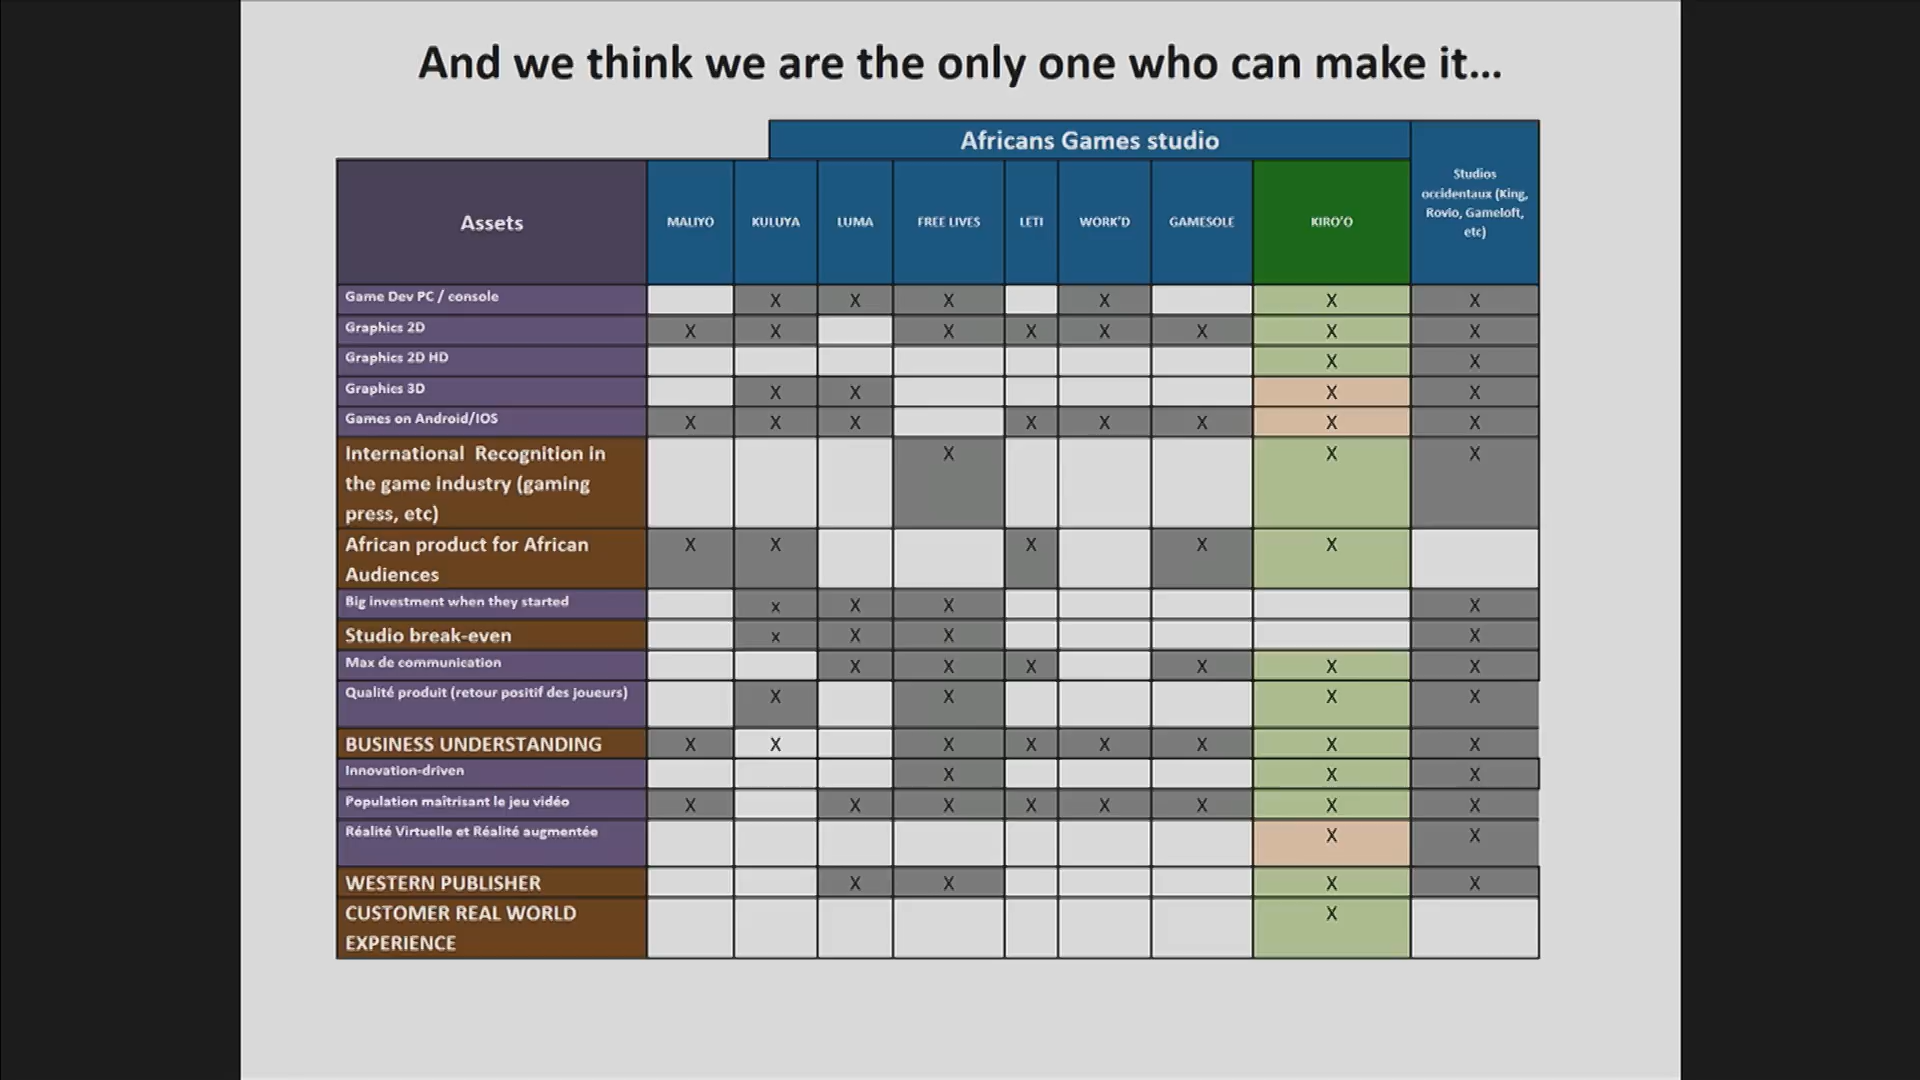 And we think we are the only one who can make it...
Africans Games studio
Assets
MALIYO
KULUYA
LUMA
FREE LIVES
LETI
WORK'D
GAMESOLE
KIRO'O
Studios
occidentaux (King,
Rovio, Gameloft,
etc)
Game Dev PC / console X X X X X X
Graphics 2D X X X X X X X X
Graphics 2D HD X X
Graphics 3D X X X X
Games on Android/IOS X X X X X X X X
International Recognition in X X X
the game industry (gaming
press, etc)
African product for African X X X X X
Audiences
Big investment when they started x X X X
Studio break-even x X X X
Max de communication X X X X X X
Qualité produit (retour positif des joueurs) X X X X
BUSINESS UNDERSTANDING X X X X X X X X
Innovation-driven X X X
Population maîtrisant le jeu vidéo X X X X X X X X
Réalité Virtuelle et Réalité augmentée X X
WESTERN PUBLISHER X X X X
CUSTOMER REAL WORLD X
EXPERIENCE